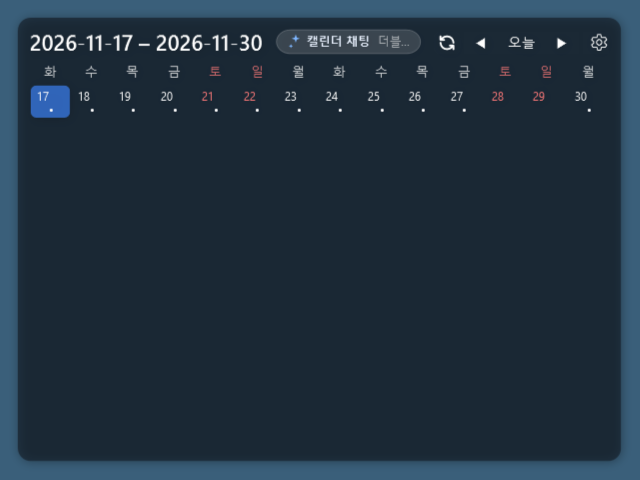 2026-11-17 – 2026-11-30 캘린더 채팅 더블... 오늘
화 수 목 금 토 일 월 화 수 목 금 토 일 월
17 18 19 20 21 22 23 24 25 26 27 28 29 30